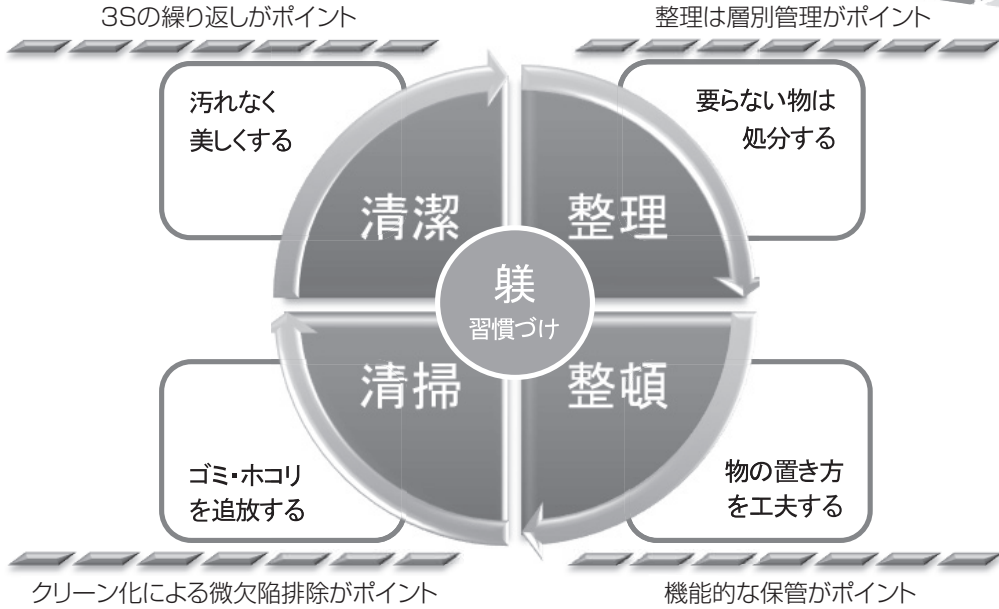 3Sの繰り返しがポイント
整理は層別管理がポイント
汚れなく
美しくする
要らない物は
処分する
清潔
整理
躾
習慣づけ
清掃
整頓
ゴミ・ホコリ
を追放する
物の置き方
を工夫する
クリーン化による微欠陥排除がポイント
機能的な保管がポイント